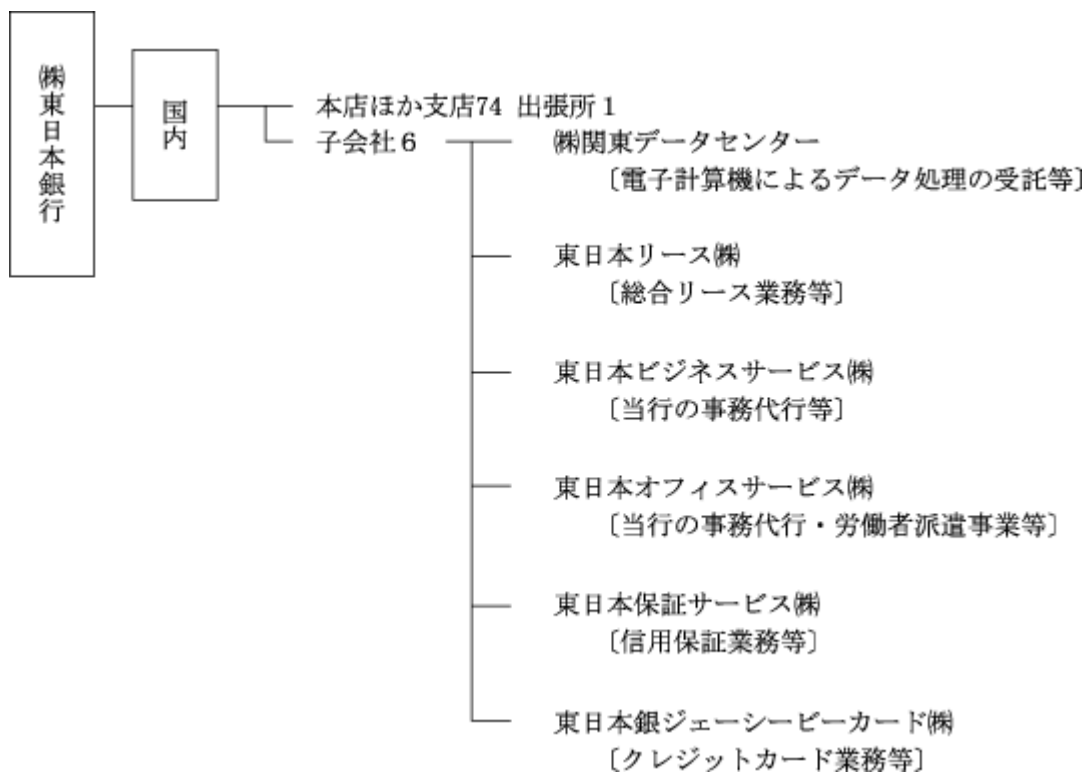 ㈱東日本銀行
国内
本店ほか支店74 出張所1
子会社6
㈱関東データセンター
〔電子計算機によるデータ処理の受託等〕
東日本リース㈱
〔総合リース業務等〕
東日本ビジネスサービス㈱
〔当行の事務代行等〕
東日本オフィスサービス㈱
〔当行の事務代行・労働者派遣事業等〕
東日本保証サービス㈱
〔信用保証業務等〕
東日本銀ジェーシービーカード㈱
〔クレジットカード業務等〕